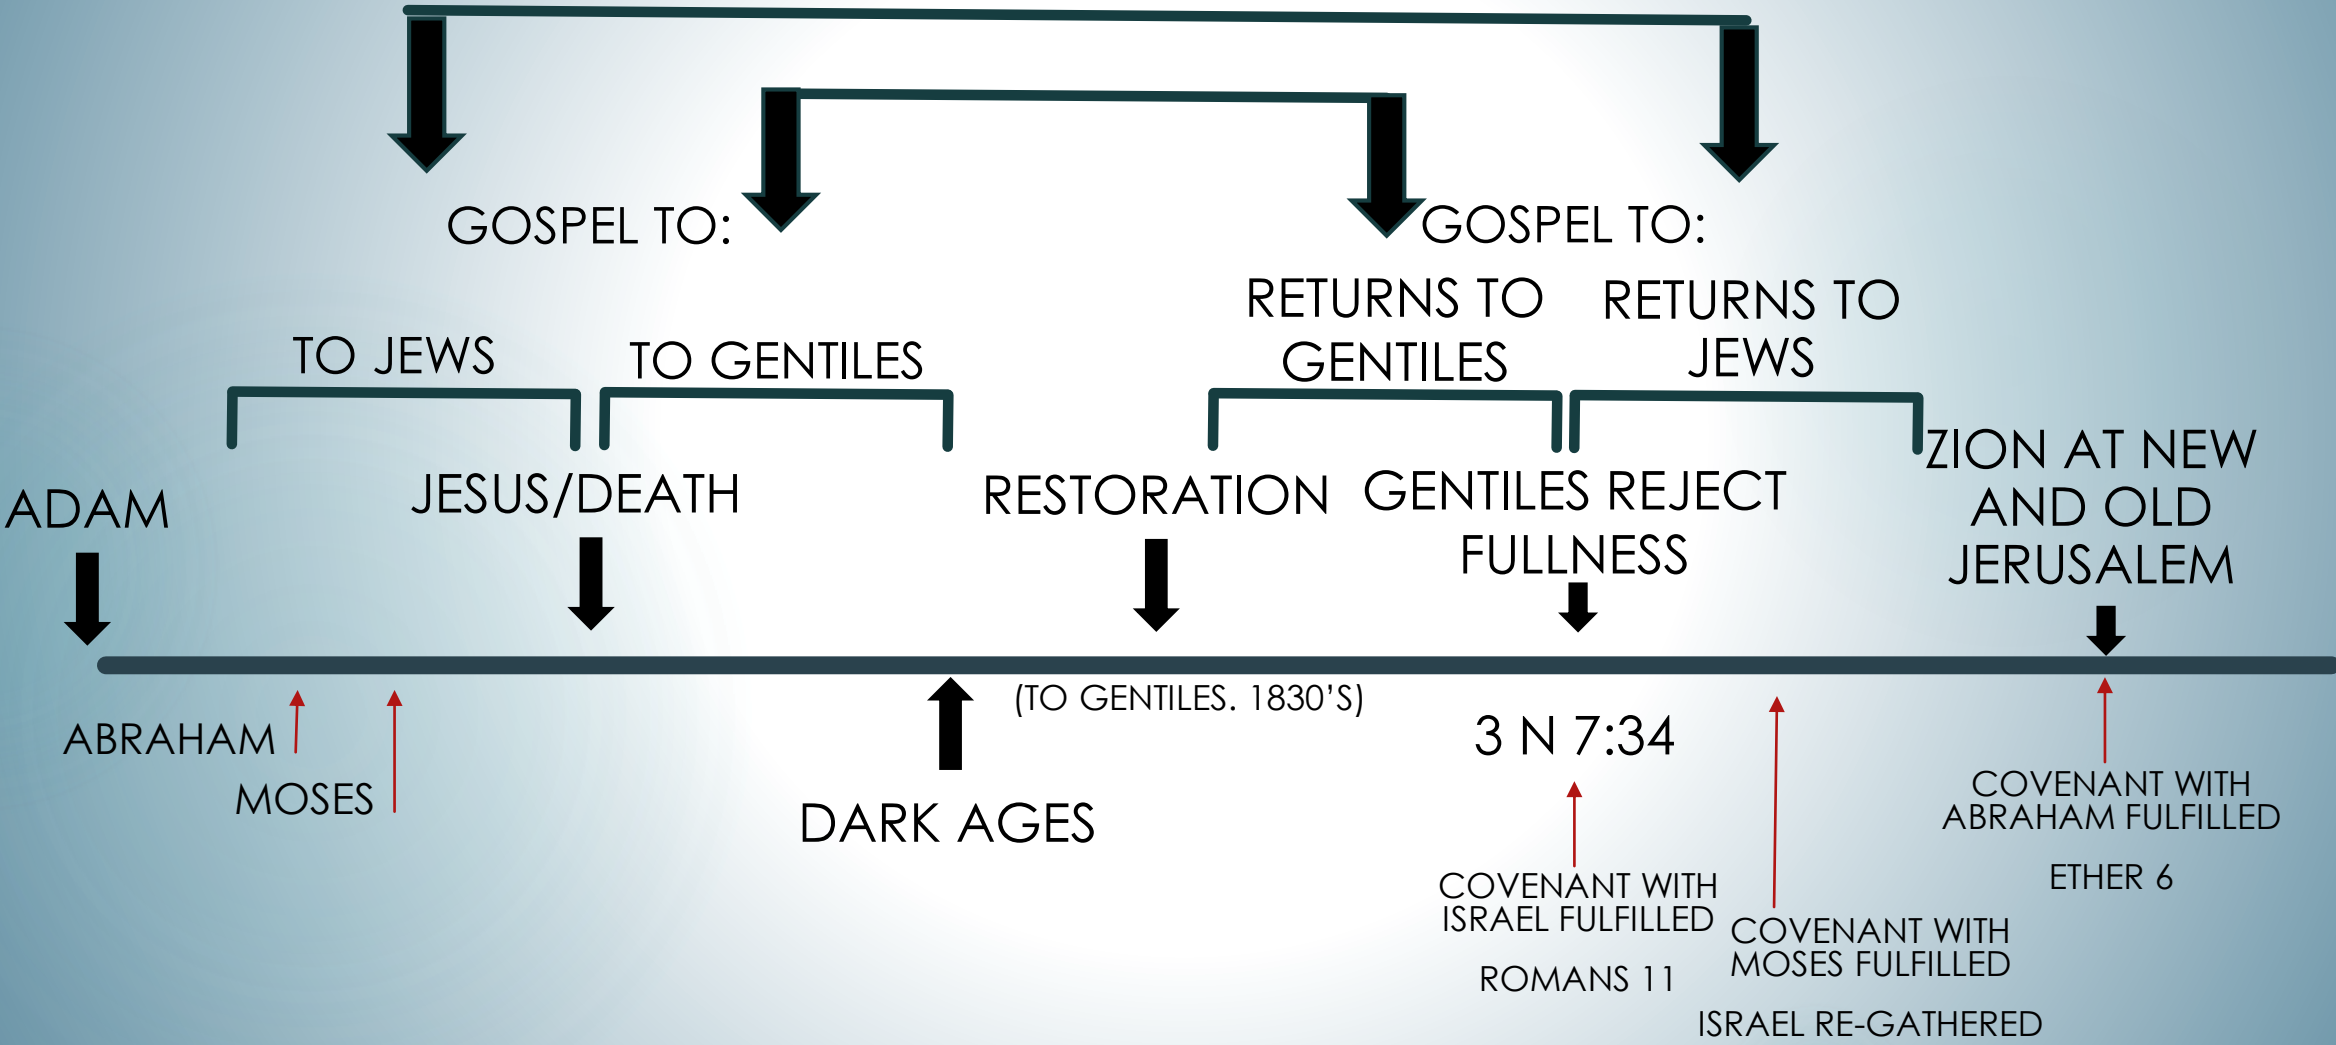 GOSPEL TO:
GOSPEL TO:
TO JEWS
TO GENTILES
RETURNS TO
GENTILES
RETURNS TO
JEWS
ADAM
JESUS/DEATH
RESTORATION
GENTILES REJECT
FULLNESS
ZION AT NEW
AND OLD
JERUSALEM
ABRAHAM
MOSES
DARK AGES
(TO GENTILES. 1830’S)
3 N 7:34
COVENANT WITH
ISRAEL FULFILLED
ROMANS 11
COVENANT WITH
MOSES FULFILLED
ISRAEL RE-GATHERED
COVENANT WITH
ABRAHAM FULFILLED
ETHER 6